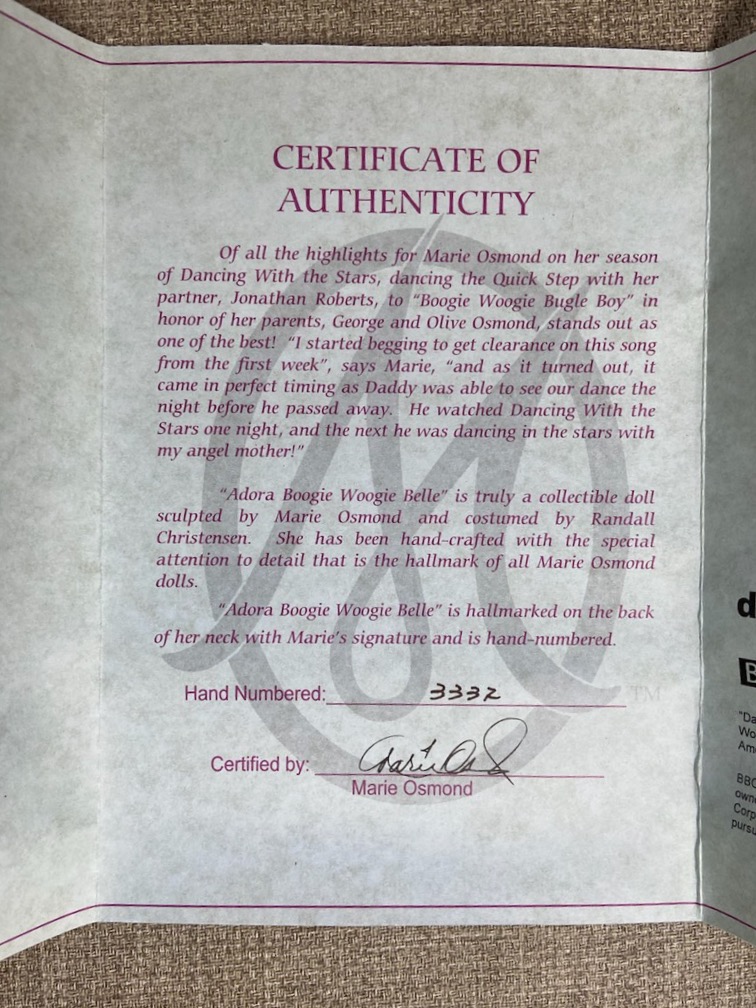 CERTIFICATE OF
AUTHENTICITY
Of all the highlights for Marie Osmond on her season
of Dancing With the Stars, dancing the Quick Step with her
partner, Jonathan Roberts, to "Boogie Woogie Bugle Boy" in
honor of her parents, George and Olive Osmond, stands out as
one of the best! "I started begging to get clearance on this song
from the first week", says Marie, "and as it turned out, it
came in perfect timing as Daddy was able to see our dance the
night before he passed away. He watched Dancing With the
Stars one night, and the next he was dancing in the stars with
my angel mother!"
"Adora Boogie Woogie Belle" is truly a collectible doll
sculpted by Marie Osmond and costumed by Randall
Christensen. She has been hand-crafted with the special
attention to detail that is the hallmark of all Marie Osmond
dolls.
"Adora Boogie Woogie Belle" is hallmarked on the back
of her neck with Marie's signature and is hand-numbered.
Hand Numbered: 3332
TM
Certified by: Marie Osmond
Marie Osmond
d
B
"Da
Wo
Am
BBC
own
Corp
pursu